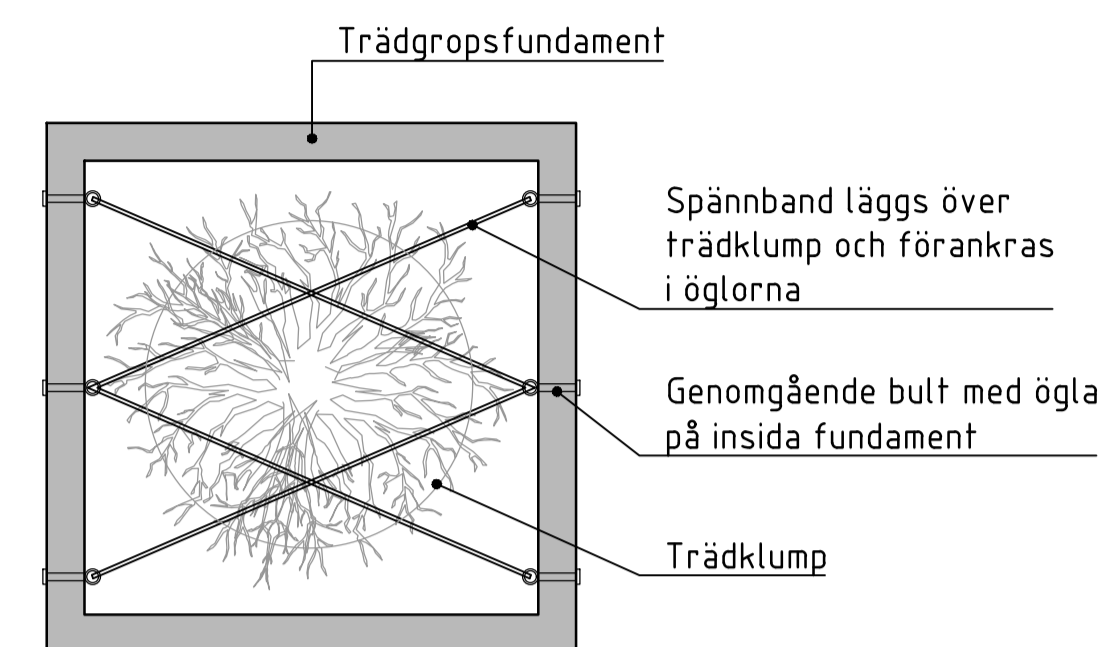 Trädgropsfundament
Spännband läggs över
trädklump och förankras
i öglorna
Genomgående bult med ögla
på insida fundament
Trädklump